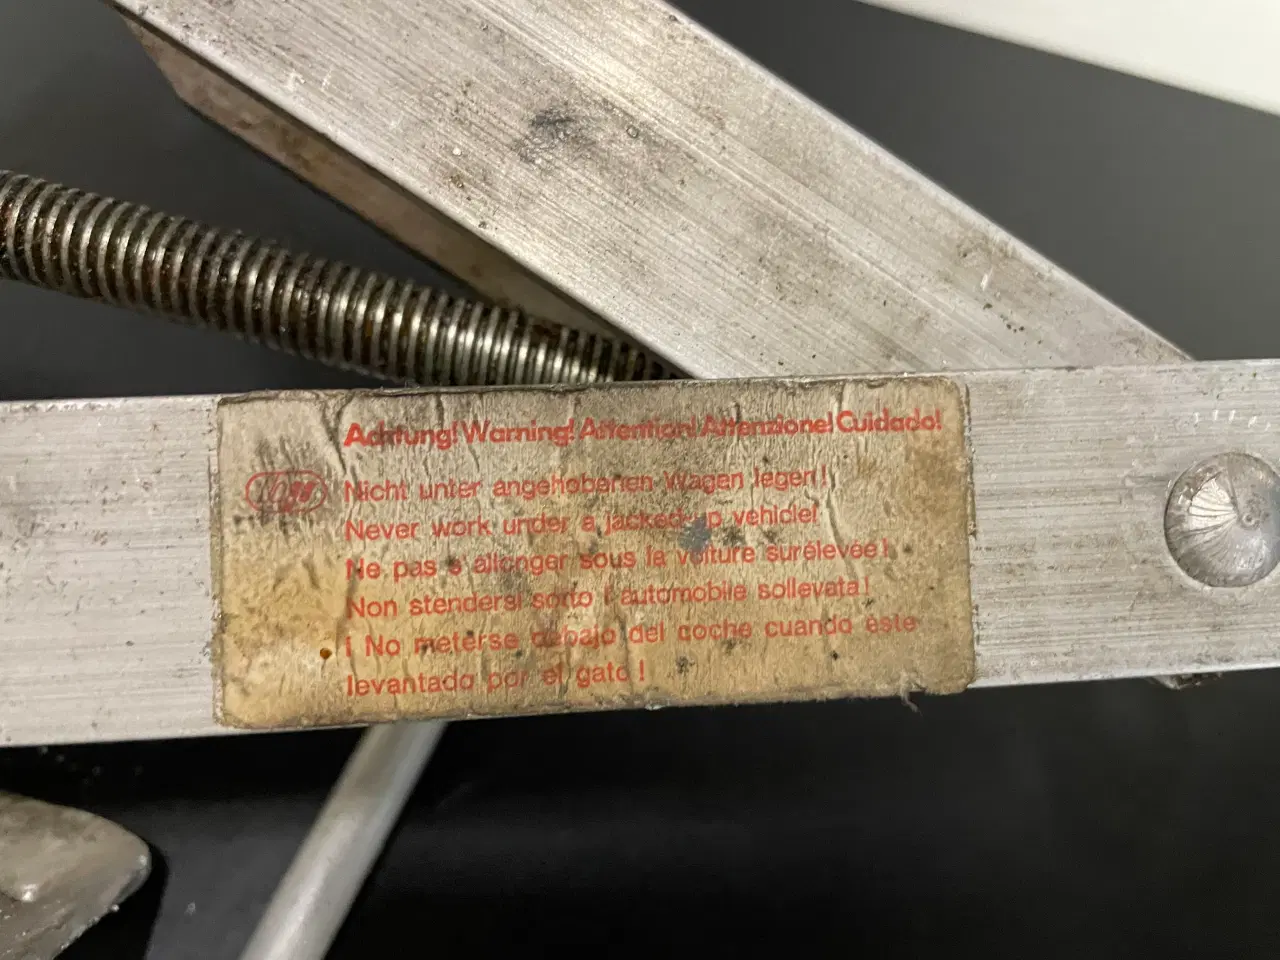 Achtung! Warning! Attention! Attenzione! Cuidado!
Nicht unter angehobenen Wagen legen!
Never work under a jacked-up vehicle!
Ne pas s'allonger sous la voiture surélevée!
Non stendersi sotto l'automobile sollevata!
¡ No meterse debajo del coche cuando este
levantado por el gato!